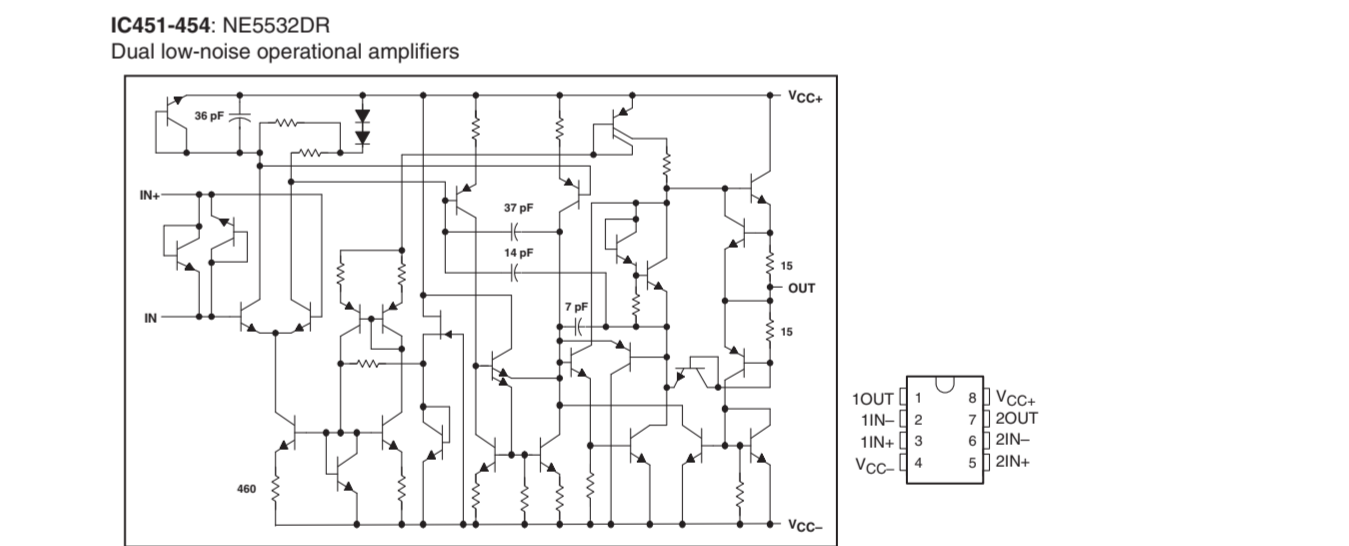 IC451-454: NE5532DR
Dual low-noise operational amplifiers
VCC+
36 pF
IN+
37 pF
14 pF
15
OUT
7 pF
IN
15
460
VCC–
1OUT 1 8 VCC+
1IN– 2 7 2OUT
1IN+ 3 6 2IN–
VCC– 4 5 2IN+